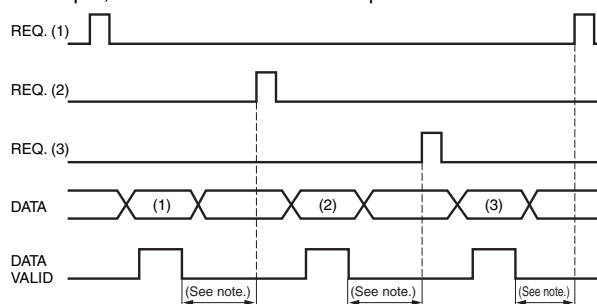 REQ. (1)
REQ. (2)
REQ. (3)
DATA (1) (2) (3)
DATA
VALID
(See note.) (See note.) (See note.)